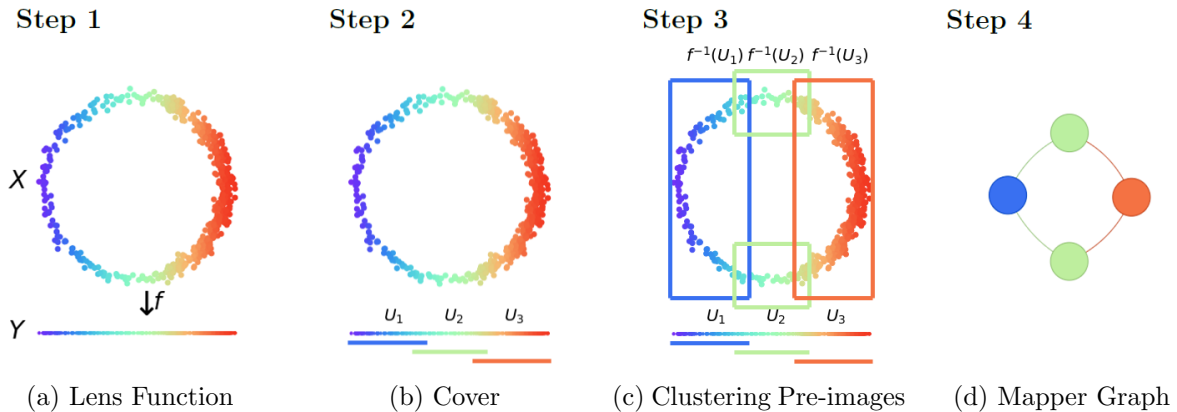 Step 1
Step 2
Step 3
Step 4
f⁻¹(U₁) f⁻¹(U₂) f⁻¹(U₃)
X
f
Y
U₁ U₂ U₃
U₁ U₂ U₃
(a) Lens Function
(b) Cover
(c) Clustering Pre-images
(d) Mapper Graph